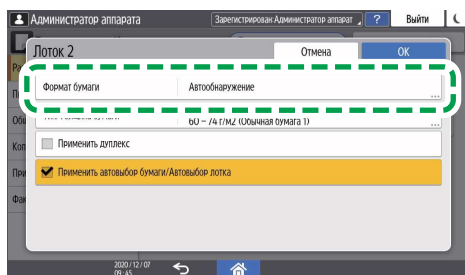 Администратор аппарата
Зарегистрирован Администратор аппарат
?
Выйти
Лоток 2
Отмена
OK
Формат бумаги
Автообнаружение
...
60 – 74 г/м2 (Обычная бумага 1)
...
Применить дуплекс
Применить автовыбор бумаги/Автовыбор лотка
2020/12/07
09:45